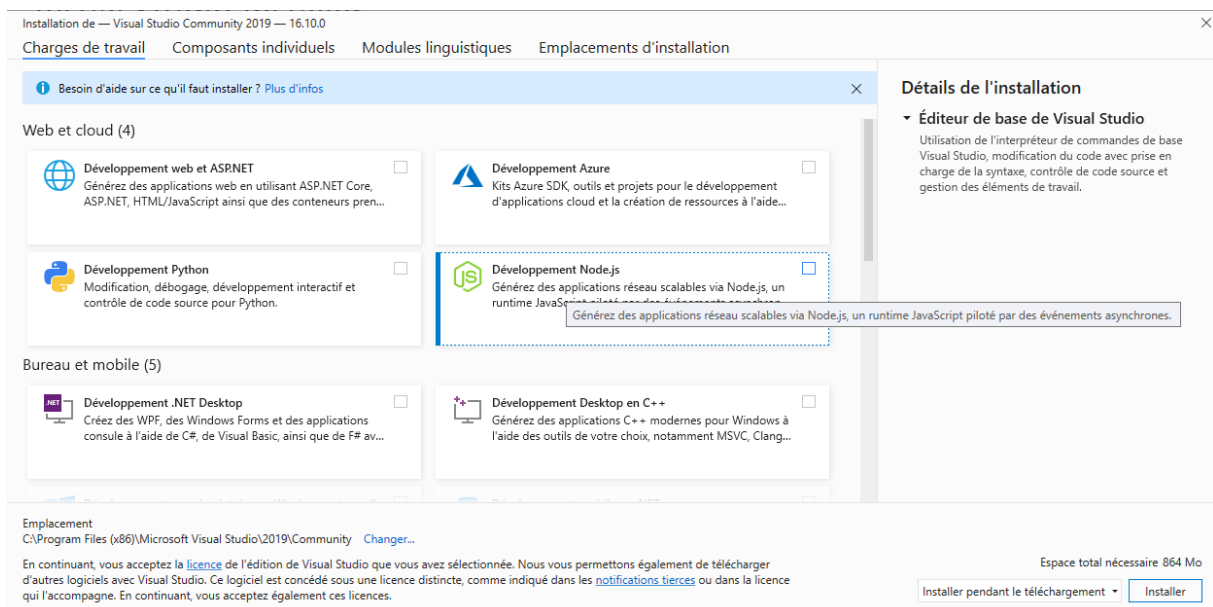 Installation de — Visual Studio Community 2019 — 16.10.0
Charges de travail Composants individuels Modules linguistiques Emplacements d'installation
Besoin d'aide sur ce qu'il faut installer ? Plus d'infos
Web et cloud (4)
Développement web et ASP.NET
Générez des applications web en utilisant ASP.NET Core,
ASP.NET, HTML/JavaScript ainsi que des conteneurs pren...
Développement Azure
Kits Azure SDK, outils et projets pour le développement
d'applications cloud et la création de ressources à l'aide...
Développement Python
Modification, débogage, développement interactif et
contrôle de code source pour Python.
JS
Développement Node.js
Générez des applications réseau scalables via Node.js, un
runtime JavaScript piloté par des événements asynchron
Générez des applications réseau scalables via Node.js, un runtime JavaScript piloté par des événements asynchrones.
Bureau et mobile (5)
.NET
Développement .NET Desktop
Créez des WPF, des Windows Forms et des applications
console à l'aide de C#, de Visual Basic, ainsi que de F# av...
Développement Desktop en C++
Générez des applications C++ modernes pour Windows à
l'aide des outils de votre choix, notamment MSVC, Clang...
Détails de l'installation
Éditeur de base de Visual Studio
Utilisation de l'interpréteur de commandes de base
Visual Studio, modification du code avec prise en
charge de la syntaxe, contrôle de code source et
gestion des éléments de travail.
Emplacement
C:\Program Files (x86)\Microsoft Visual Studio\2019\Community Changer...
En continuant, vous acceptez la licence de l'édition de Visual Studio que vous avez sélectionnée. Nous vous permettons également de télécharger
d'autres logiciels avec Visual Studio. Ce logiciel est concédé sous une licence distincte, comme indiqué dans les notifications tierces ou dans la licence
qui l'accompagne. En continuant, vous acceptez également ces licences.
Espace total nécessaire 864 Mo
Installer pendant le téléchargement Installer